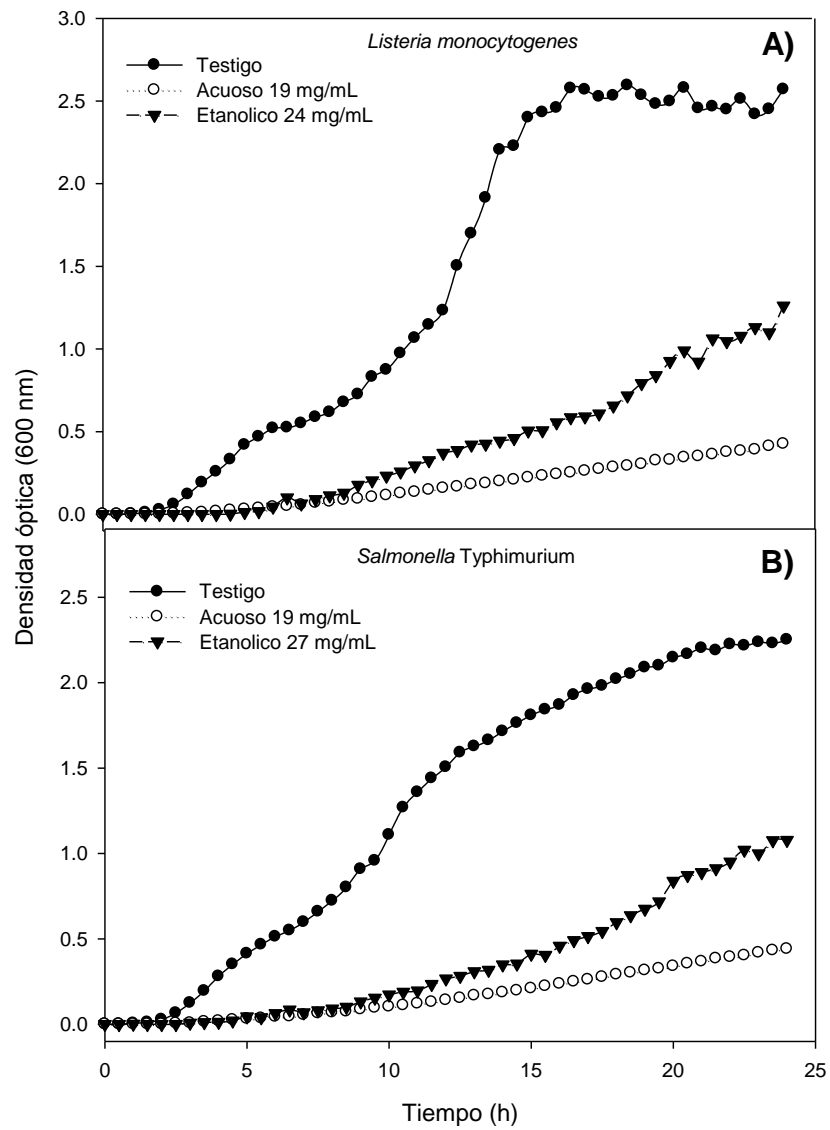 Listeria monocytogenes
A)
Testigo
Acuoso 19 mg/mL
Etanolico 24 mg/mL
3.0
2.5
2.0
1.5
1.0
0.5
0.0
Densidad óptica (600 nm)
Salmonella Typhimurium
B)
Testigo
Acuoso 19 mg/mL
Etanolico 27 mg/mL
2.5
2.0
1.5
1.0
0.5
0.0
0 5 10 15 20 25
Tiempo (h)